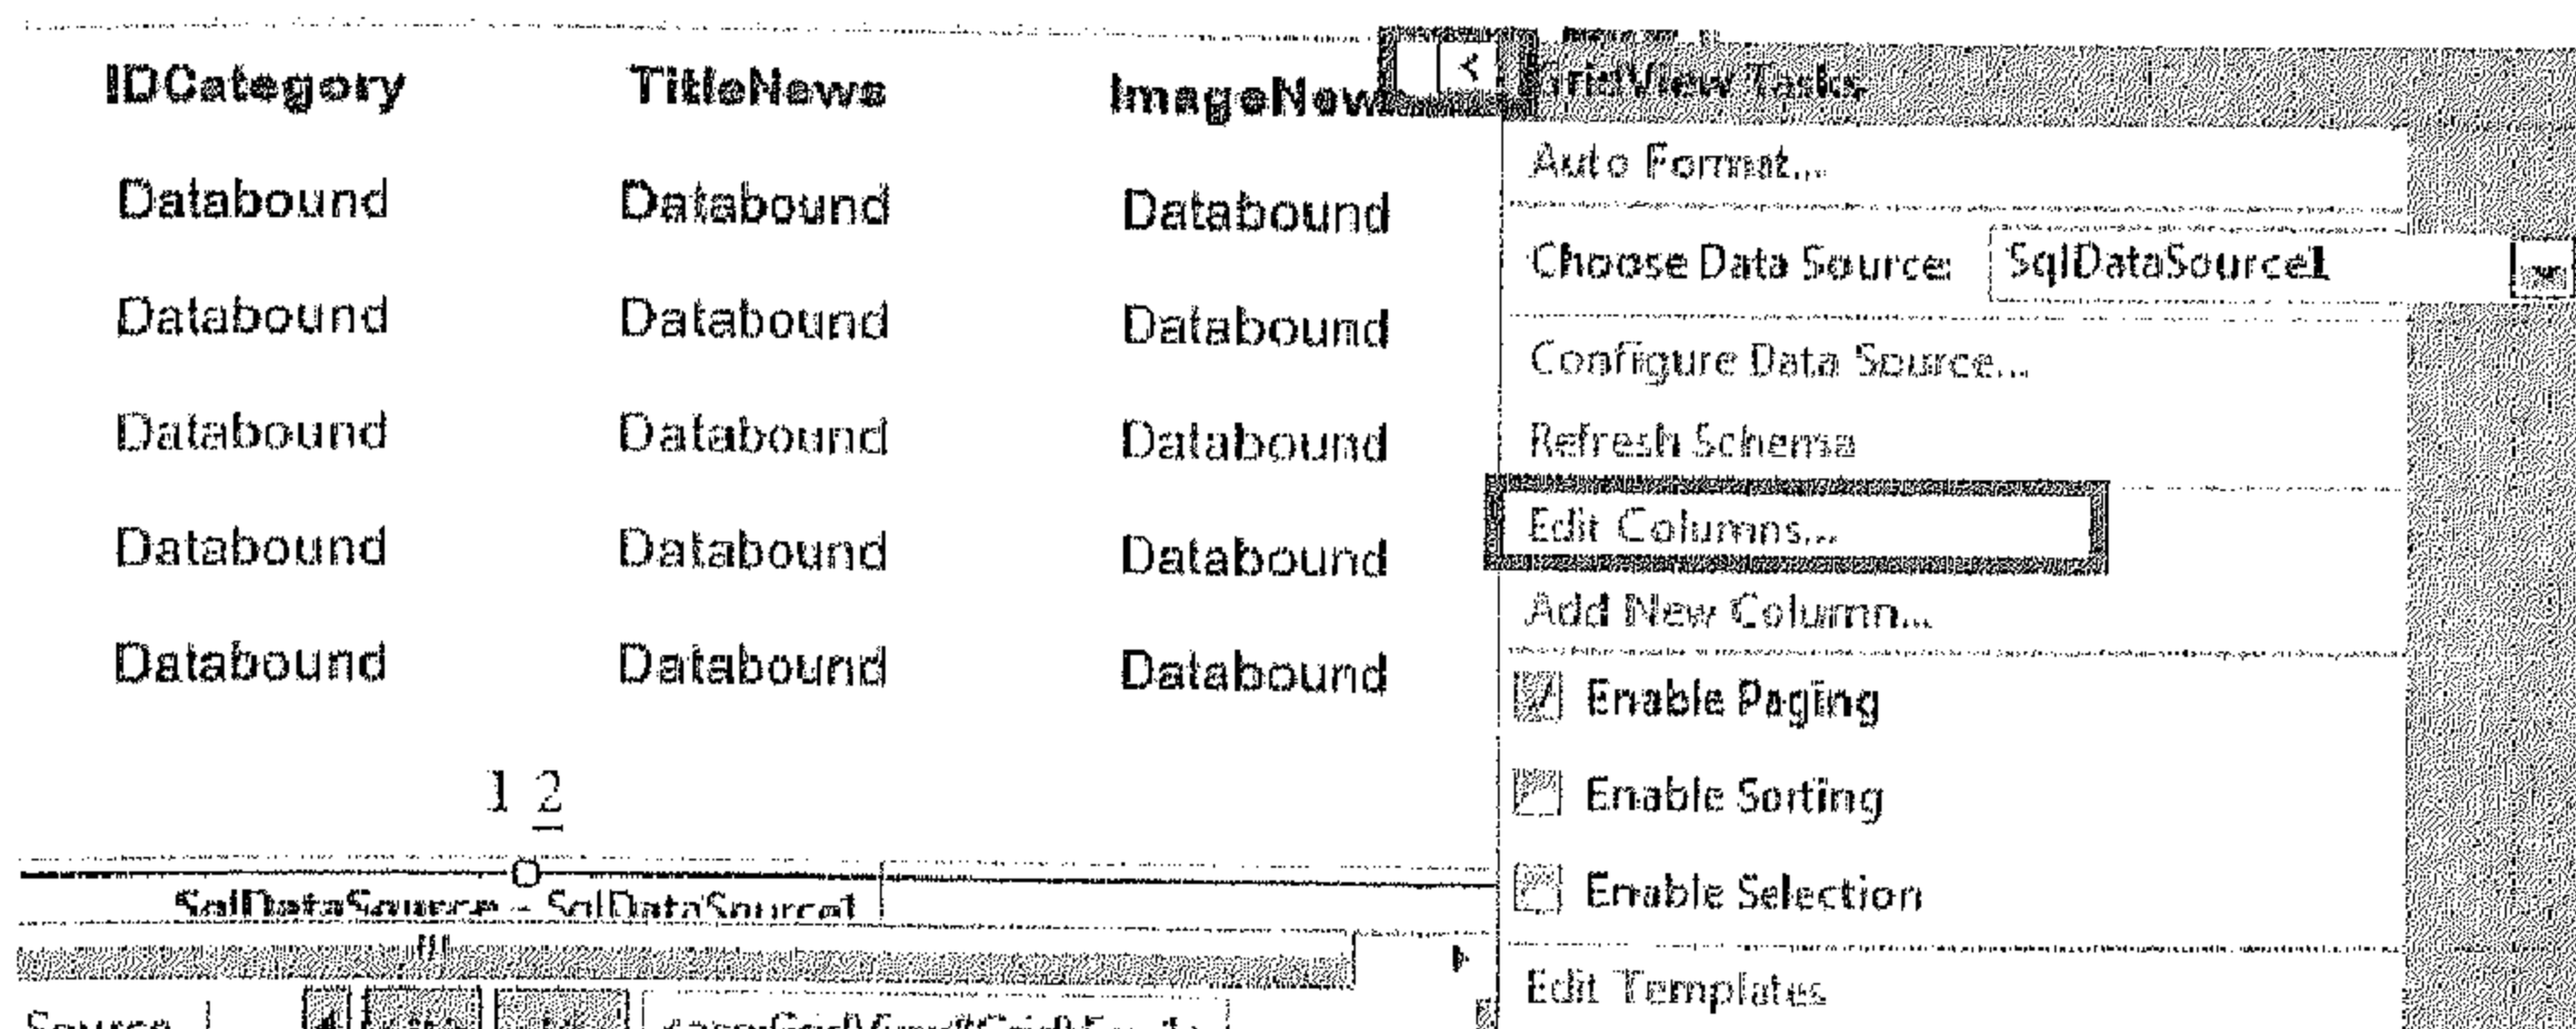 IDCategory TitleNews ImageNew
Databound Databound Databound
Databound Databound Databound
Databound Databound Databound
Databound Databound Databound
Databound Databound Databound
1 2
SqlDataSource - SqlDataSource1
Source
GridView Tasks
Auto Format...
Choose Data Source: SqlDataSource1
Configure Data Source...
Refresh Schema
Edit Columns...
Add New Column...
Enable Paging
Enable Sorting
Enable Selection
Edit Templates